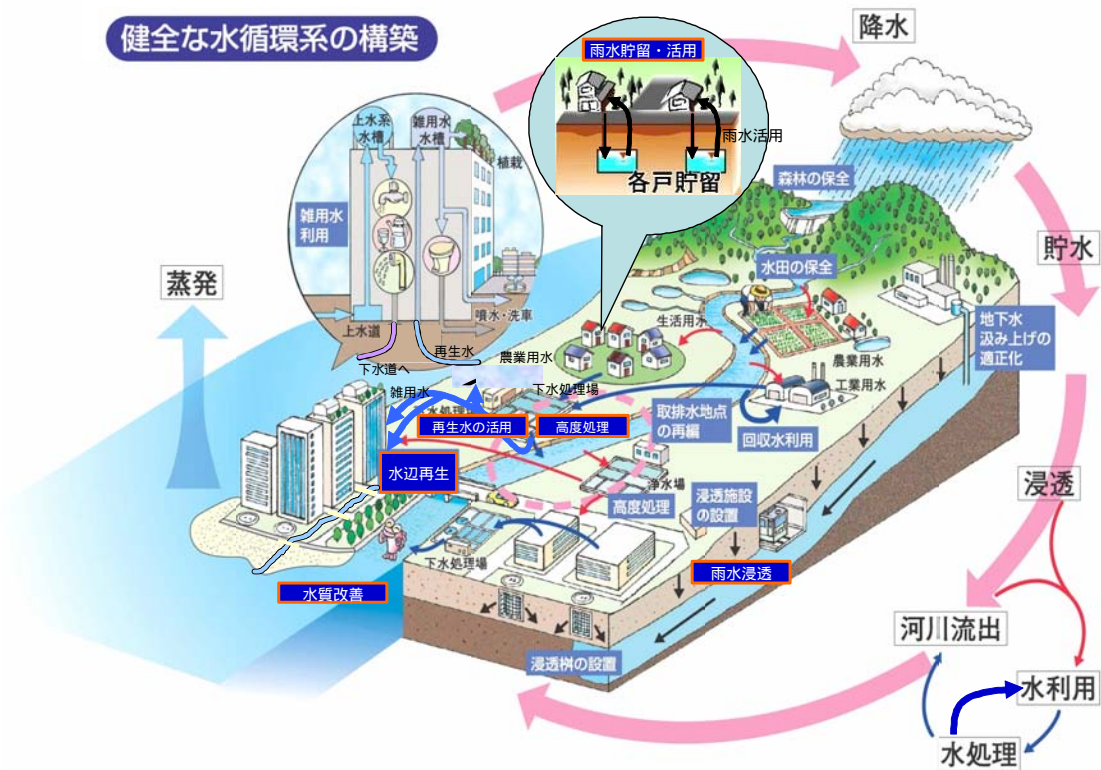 健全な水循環系の構築
降水
雨水貯留・活用
雨水活用
各戸貯留
上水系
水槽
雑用水
水槽
植栽
雑用水
利用
噴水・洗車
上水道
再生水
下水道へ
蒸発
森林の保全
貯水
水田の保全
生活用水
地下水
汲み上げの
適正化
農業用水
農業用水
工業用水
下水処理場
雑用水
水処理場
再生水の活用
高度処理
取排水地点
の再編
回収水利用
水辺再生
浄水場
高度処理
浸透施設
の設置
浸透
下水処理場
雨水浸透
水質改善
河川流出
浸透桝の設置
水利用
水処理